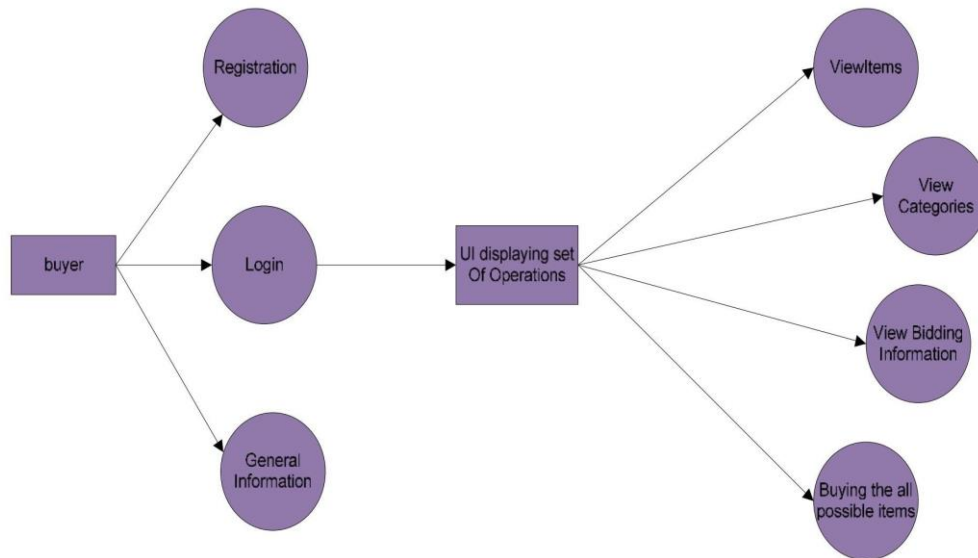 Registration
buyer
Login
General
Information
UI displaying set
Of Operations
ViewItems
View
Categories
View Bidding
Information
Buying the all
possible items